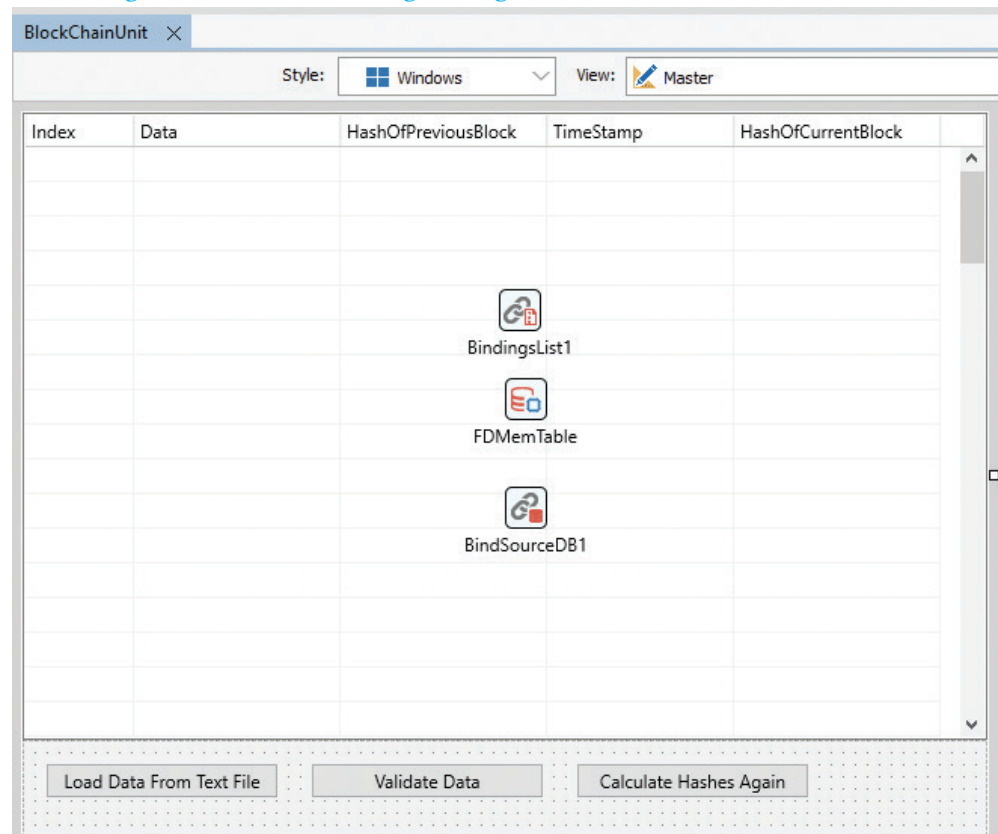 BlockChainUnit
Style: Windows View: Master
Index Data HashOfPreviousBlock TimeStamp HashOfCurrentBlock
BindingsList1
FDMemTable
BindSourceDB1
Load Data From Text File Validate Data Calculate Hashes Again